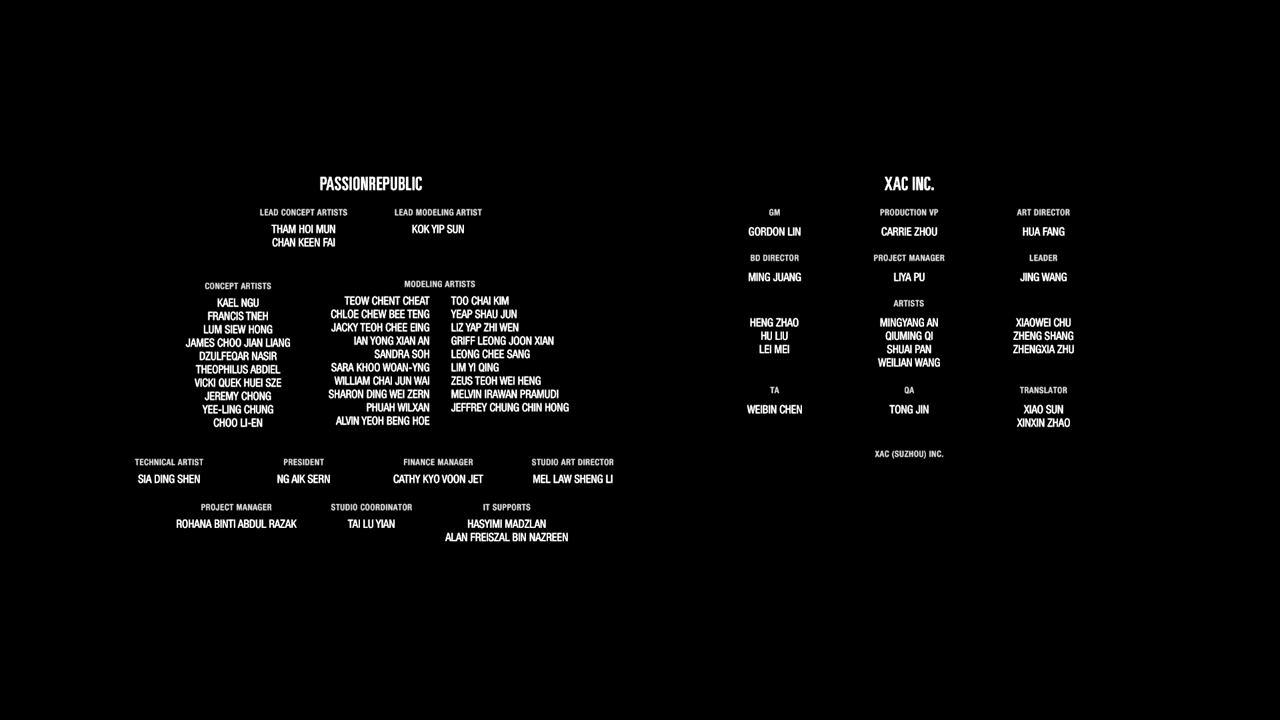 PASSIONREPUBLIC
LEAD CONCEPT ARTISTS
THAM HOI MUN
CHAN KEEN FAI
LEAD MODELING ARTIST
KOK YIP SUN
CONCEPT ARTISTS
KAEL NGU
FRANCIS TNEH
LUM SIEW HONG
JAMES CHOO JIAN LIANG
DZULFEQAR NASIR
THEOPHILUS ABDIEL
VICKI QUEK HUEI SZE
JEREMY CHONG
YEE-LING CHUNG
CHOO LI-EN
MODELING ARTISTS
TEOW CHENT CHEAT
CHLOE CHEW BEE TENG
JACKY TEOH CHEE EING
IAN YONG XIAN AN
SANDRA SOH
SARA KHOO WOAN-YNG
WILLIAM CHAI JUN WAI
SHARON DING WEI ZERN
PHUAH WILXAN
ALVIN YEOH BENG HOE
TOO CHAI KIM
YEAP SHAU JUN
LIZ YAP ZHI WEN
GRIFF LEONG JOON XIAN
LEONG CHEE SANG
LIM YI QING
ZEUS TEOH WEI HENG
MELVIN IRAWAN PRAMUDI
JEFFREY CHUNG CHIN HONG
TECHNICAL ARTIST
SIA DING SHEN
PRESIDENT
NG AIK SERN
FINANCE MANAGER
CATHY KYO VOON JET
STUDIO ART DIRECTOR
MEL LAW SHENG LI
PROJECT MANAGER
ROHANA BINTI ABDUL RAZAK
STUDIO COORDINATOR
TAI LU YIAN
IT SUPPORTS
HASYIMI MADZLAN
ALAN FREISZAL BIN NAZREEN
XAC INC.
GM
GORDON LIN
PRODUCTION VP
CARRIE ZHOU
ART DIRECTOR
HUA FANG
BD DIRECTOR
MING JUANG
PROJECT MANAGER
LIYA PU
LEADER
JING WANG
ARTISTS
HENG ZHAO
HU LIU
LEI MEI
MINGYANG AN
QIUMING QI
SHUAI PAN
WEILIAN WANG
XIAOWEI CHU
ZHENG SHANG
ZHENGXIA ZHU
TA
WEIBIN CHEN
QA
TONG JIN
TRANSLATOR
XIAO SUN
XINXIN ZHAO
XAC (SUZHOU) INC.